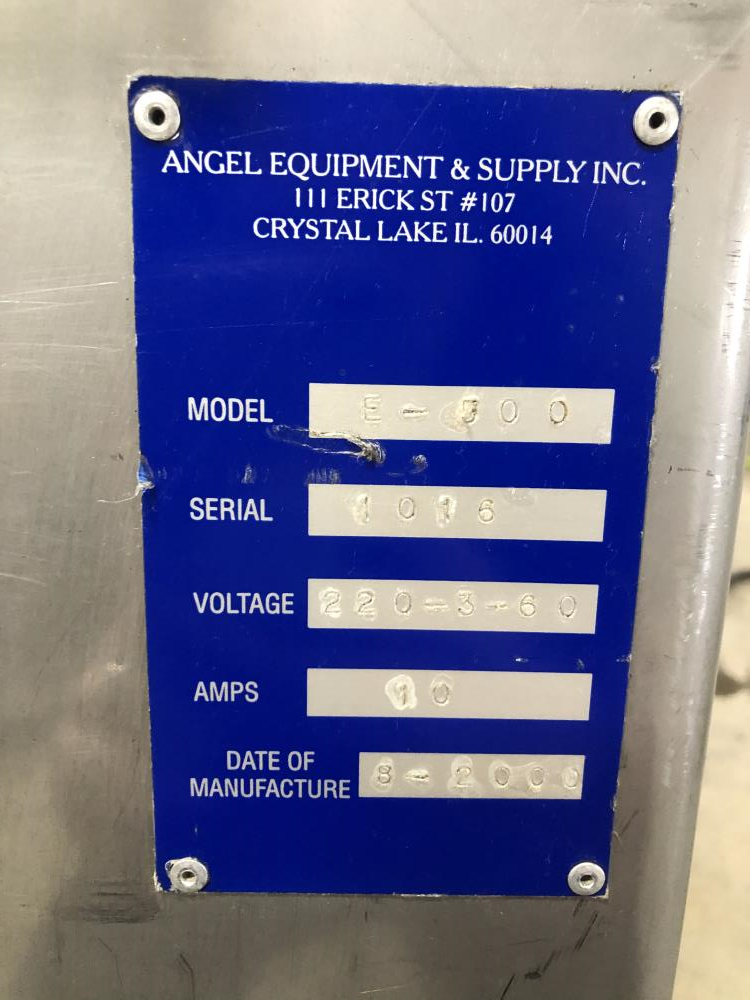 ANGEL EQUIPMENT & SUPPLY INC.
111 ERICK ST #107
CRYSTAL LAKE IL. 60014
MODEL
SERIAL 1016
VOLTAGE 220-3-60
AMPS 10
DATE OF
MANUFACTURE 8-2000